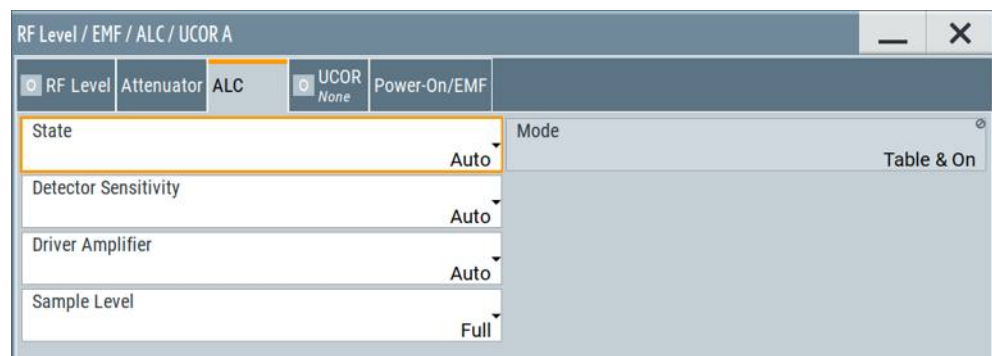 RF Level / EMF / ALC / UCOR A
RF Level Attenuator ALC UCOR None Power-On/EMF
State
Auto
Mode
Table & On
Detector Sensitivity
Auto
Driver Amplifier
Auto
Sample Level
Full